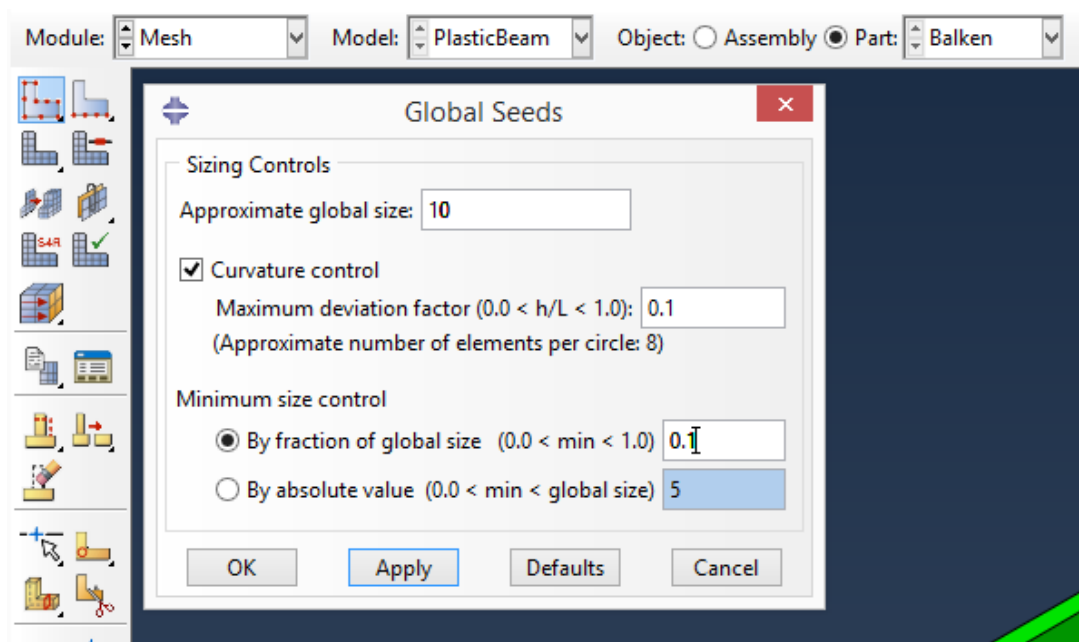 Module: Mesh Model: PlasticBeam Object: Assembly Part: Balken
Global Seeds
Sizing Controls
Approximate global size: 10
Curvature control
Maximum deviation factor (0.0 < h/L < 1.0): 0.1
(Approximate number of elements per circle: 8)
Minimum size control
By fraction of global size (0.0 < min < 1.0) 0.1
By absolute value (0.0 < min < global size) 5
OK Apply Defaults Cancel
S4R